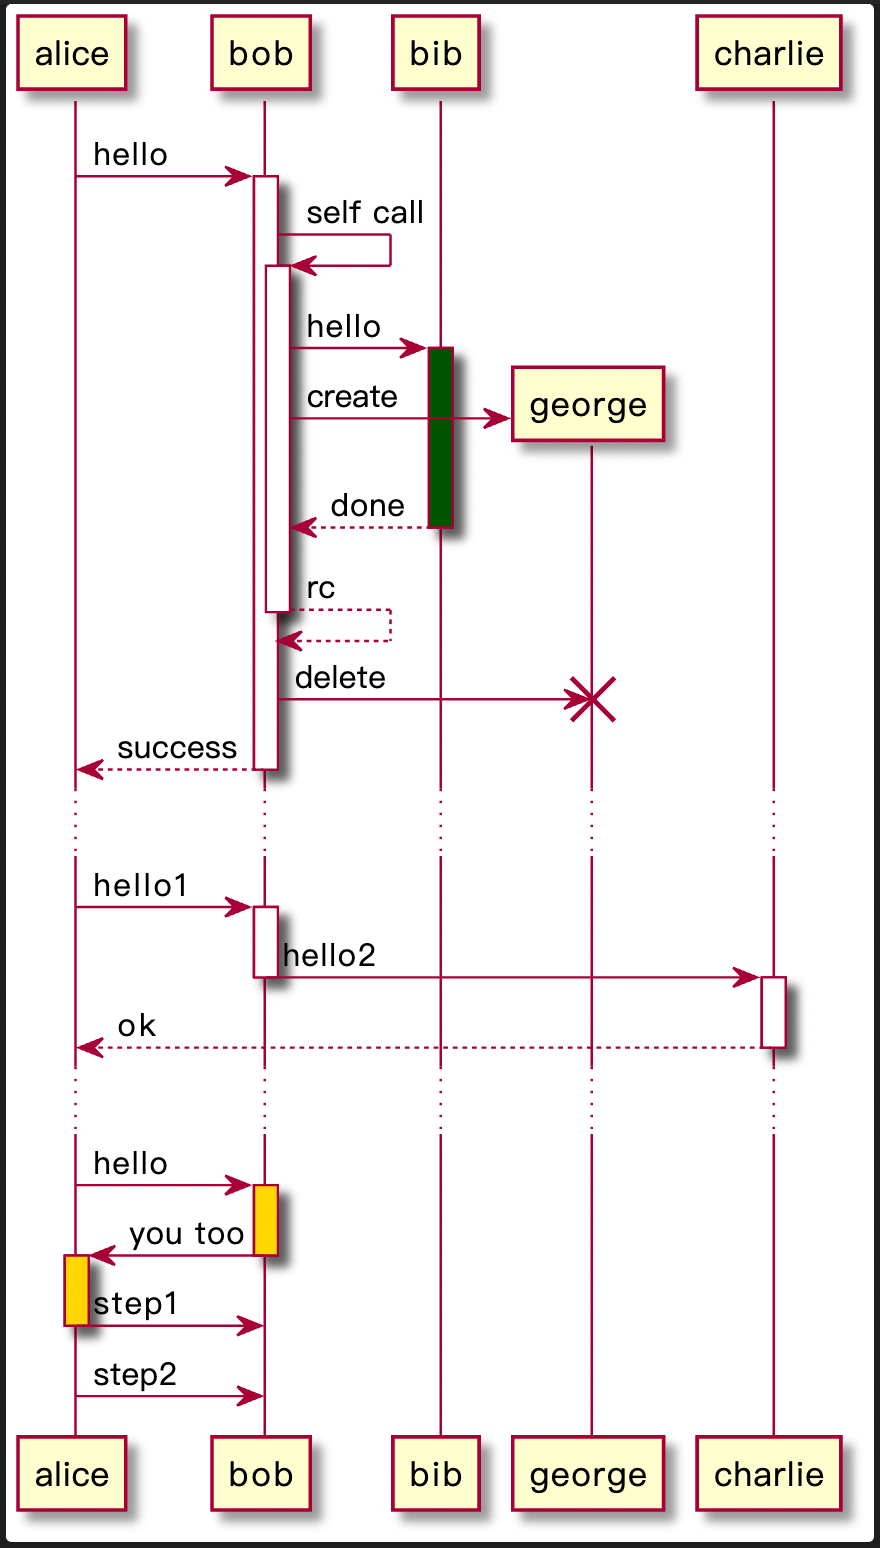 alice
bob
bib
charlie
hello
self call
hello
create
george
done
rc
delete
success
hello1
hello2
ok
hello
you too
step1
step2
alice
bob
bib
george
charlie